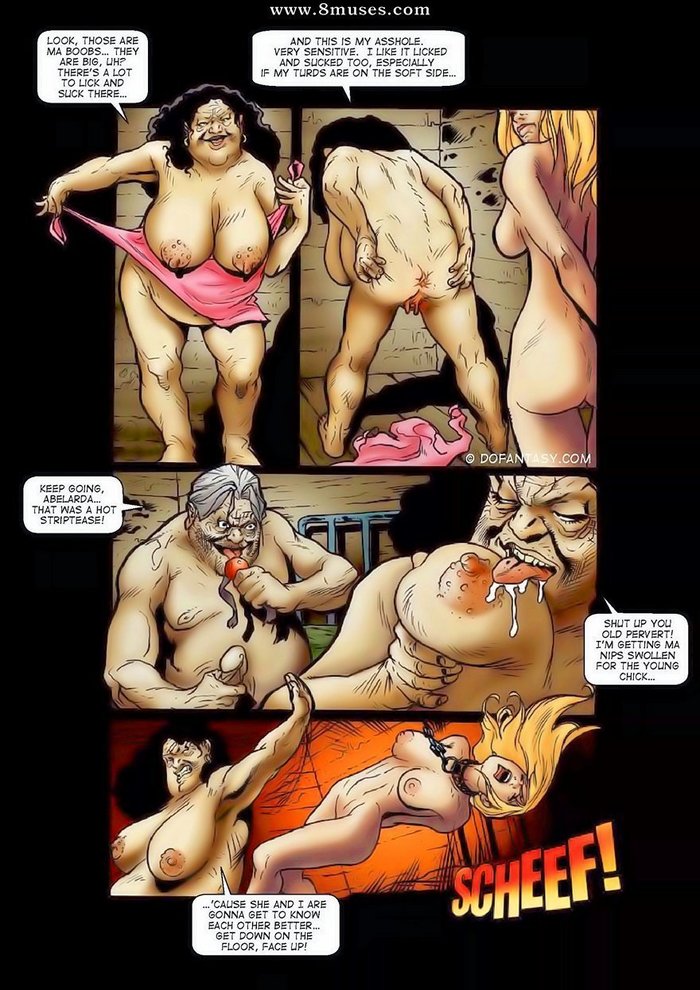 www.8muses.com
LOOK, THOSE ARE
MA BOOBS... THEY
ARE BIG, UH?
THERE'S A LOT
TO LICK AND
SUCK THERE...
AND THIS IS MY ASSHOLE.
VERY SENSITIVE. I LIKE IT LICKED
AND SUCKED TOO, ESPECIALLY
IF MY TURDS ARE ON THE SOFT SIDE...
© DOFANTASY.COM
KEEP GOING,
ABELARDA...
THAT WAS A HOT
STRIPTEASE!
SHUT UP YOU
OLD PERVERT!
I'M GETTING MA
NIPS SWOLLEN
FOR THE YOUNG
CHICK...
SCHEEF!
...'CAUSE SHE AND I ARE
GONNA GET TO KNOW
EACH OTHER BETTER...
GET DOWN ON THE
FLOOR, FACE UP!